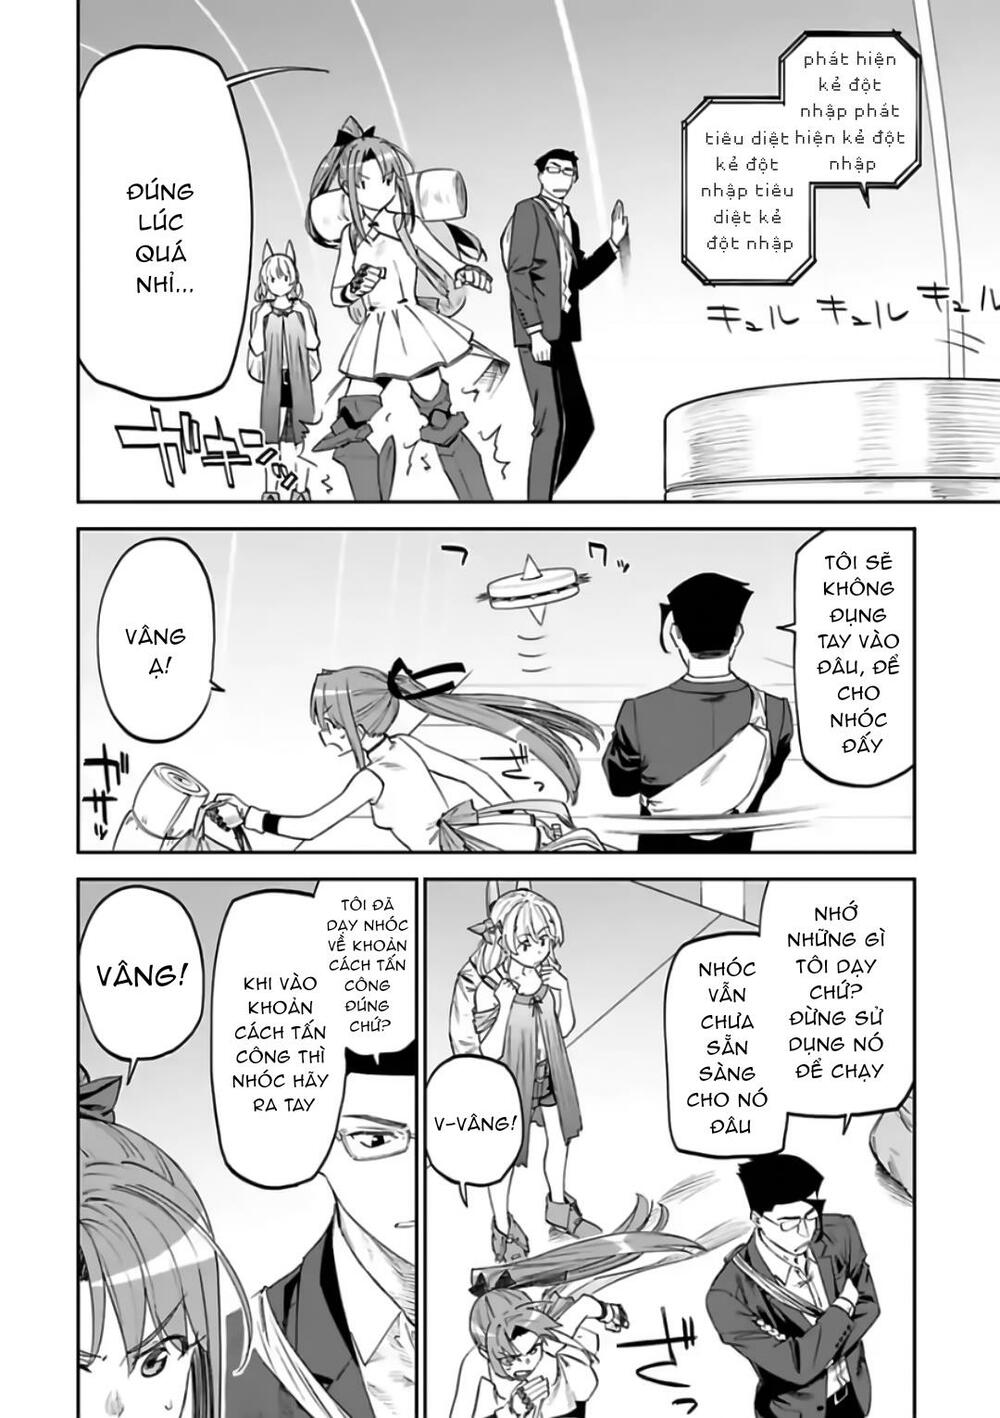 phát hiện
kẻ đột
nhập phát
hiện kẻ đột
nhập
tiêu diệt
kẻ đột
nhập tiêu
diệt kẻ
đột nhập
キュル キュル キュル
ĐÚNG
LÚC
QUÁ
NHỈ...
ガキン
TÔI SẼ
KHÔNG
ĐỤNG
TAY VÀO
ĐÂU, ĐỂ
CHO
NHÓC
ĐẤY
VÂNG
Ạ!
NHỚ
NHỮNG GÌ
TÔI DẠY
CHỨ?
ĐỪNG SỬ
DỤNG NÓ
ĐỂ CHẠY
NHÓC
VẪN
CHƯA
SẴN
SÀNG
CHO NÓ
ĐÂU
V-VÂNG!
TÔI ĐÃ
DẠY NHÓC
VỀ KHOẢN
CÁCH TẤN
CÔNG
ĐÚNG
CHỨ?
KHI VÀO
KHOẢN
CÁCH TẤN
CÔNG THÌ
NHÓC HÃY
RA TAY
VÂNG!